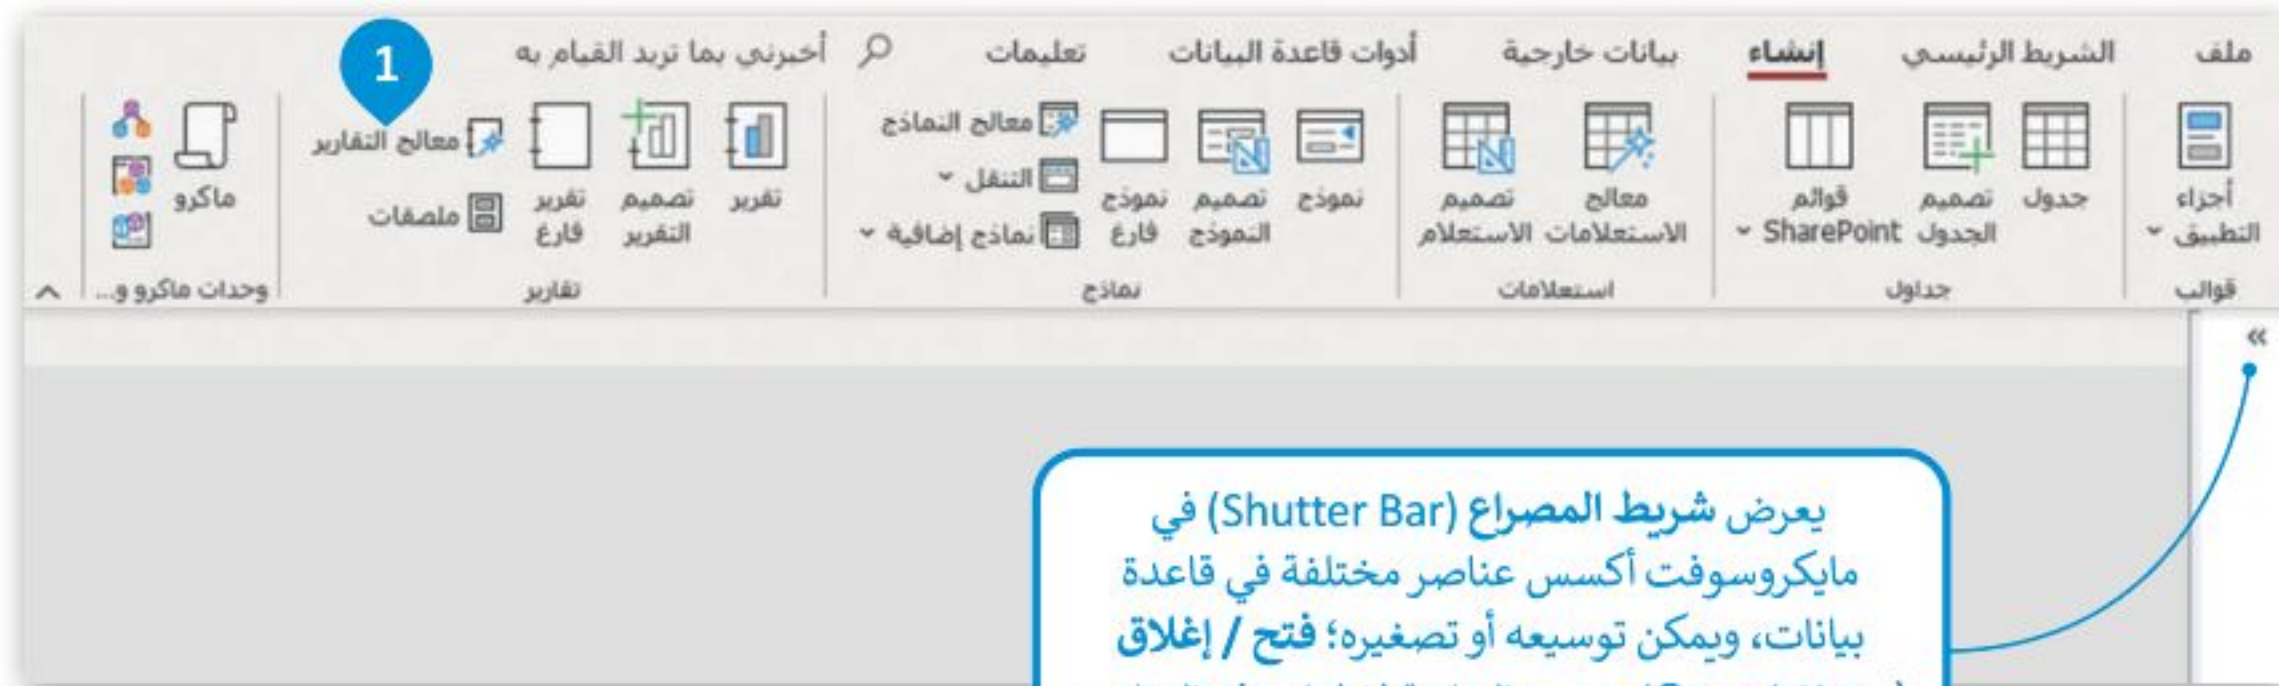 ملف الشريط الرئيسي إنشاء بيانات خارجية أدوات قاعدة البيانات تعليمات أخبرني بما تريد القيام به
1
أجزاء التطبيق
قوالب
جدول
تصميم الجدول
قوائم SharePoint
جداول
معالج الاستعلامات
تصميم الاستعلام
استعلامات
نموذج
تصميم النموذج
نموذج فارغ
معالج النماذج
التنقل
نماذج إضافية
نماذج
تقرير
تصميم التقرير
تقرير فارغ
معالج التقارير
ملصقات
تقارير
ماكرو
وحدات ماكرو و...
يعرض شريط المصراع (Shutter Bar) في
مايكروسوفت أكسس عناصر مختلفة في قاعدة
بيانات، ويمكن توسيعه أو تصغيره؛ فتح / إغلاق